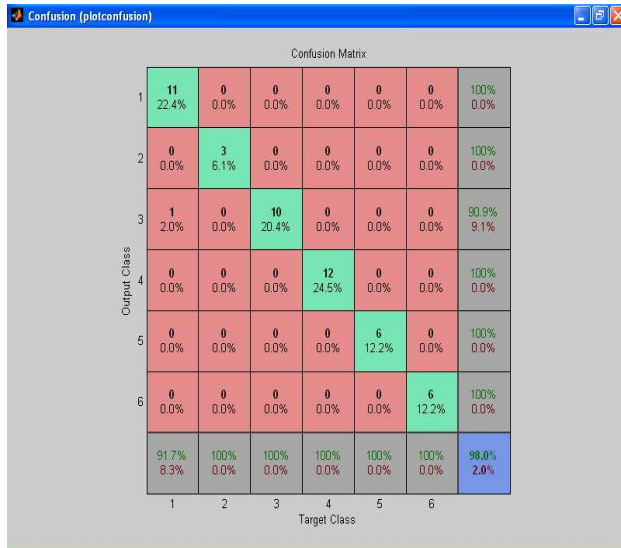 Confusion (plotconfusion)
Confusion Matrix
1 11 0 0 0 0 0 100%
22.4% 0.0% 0.0% 0.0% 0.0% 0.0% 0.0%
2 0 3 0 0 0 0 100%
0.0% 6.1% 0.0% 0.0% 0.0% 0.0% 0.0%
3 1 0 10 0 0 0 90.9%
2.0% 0.0% 20.4% 0.0% 0.0% 0.0% 9.1%
4 0 0 0 12 0 0 100%
0.0% 0.0% 0.0% 24.5% 0.0% 0.0% 0.0%
5 0 0 0 0 6 0 100%
0.0% 0.0% 0.0% 0.0% 12.2% 0.0% 0.0%
6 0 0 0 0 0 6 100%
0.0% 0.0% 0.0% 0.0% 0.0% 12.2% 0.0%
91.7% 100% 100% 100% 100% 100% 98.0%
8.3% 0.0% 0.0% 0.0% 0.0% 0.0% 2.0%
1 2 3 4 5 6
Target Class
Output Class